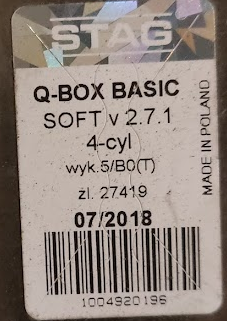 STAG
Q-BOX BASIC
SOFT v 2.7.1
4-cyl
wyk.5/B0(T)
żl. 27419
07/2018
1004920196
MADE IN POLAND